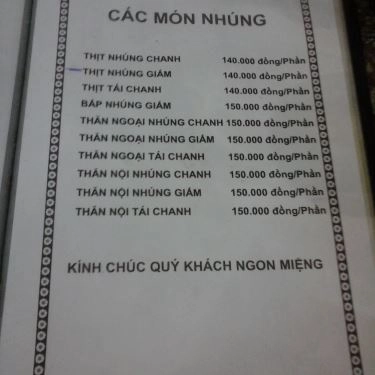 CÁC MÓN NHÚNG
THỊT NHÚNG CHANH 140.000 đồng/Phần
THỊT NHÚNG GIẤM 140.000 đồng/Phần
THỊT TÁI CHANH 140.000 đồng/Phần
BẮP NHÚNG GIẤM 150.000 đồng/Phần
THĂN NGOẠI NHÚNG CHANH 150.000 đồng/Phần
THĂN NGOẠI NHÚNG GIẤM 150.000 đồng/Phần
THĂN NGOẠI TÁI CHANH 150.000 đồng/Phần
THĂN NỘI NHÚNG CHANH 150.000 đồng/Phần
THĂN NỘI NHÚNG GIẤM 150.000 đồng/Phần
THĂN NỘI TÁI CHANH 150.000 đồng/Phần
KÍNH CHÚC QUÝ KHÁCH NGON MIỆNG